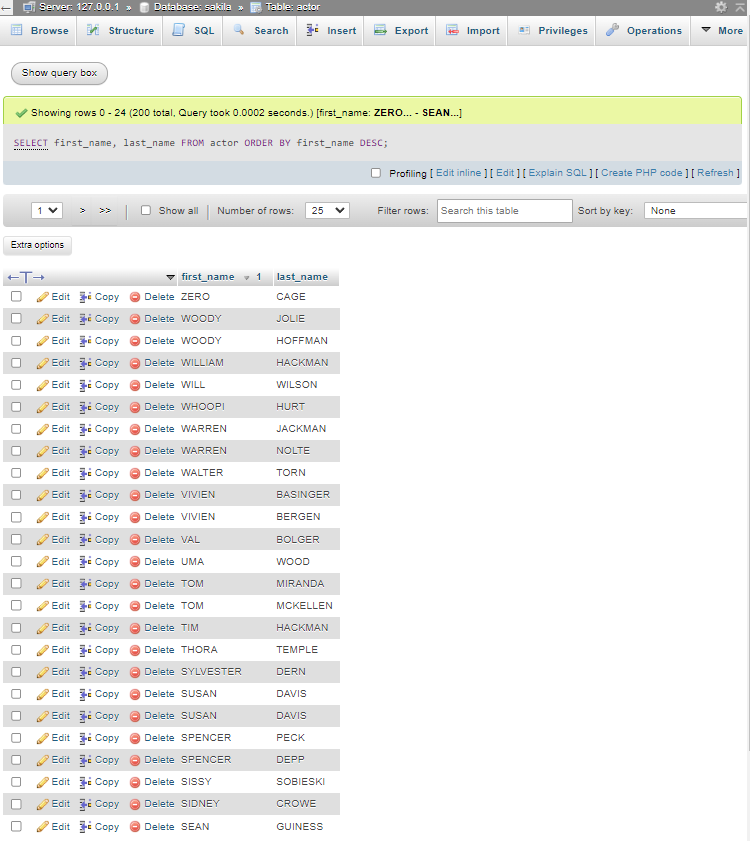 Server: 127.0.0.1 » Database: sakila » Table: actor
Browse Structure SQL Search Insert Export Import Privileges Operations More
Show query box
Showing rows 0 - 24 (200 total, Query took 0.0002 seconds.) [first_name: ZERO... - SEAN...]
SELECT first_name, last_name FROM actor ORDER BY first_name DESC;
Profiling [ Edit inline ] [ Edit ] [ Explain SQL ] [ Create PHP code ] [ Refresh ]
1 > >> Show all Number of rows: 25 Filter rows: Search this table Sort by key: None
Extra options
←T→ first_name 1 last_name
Edit Copy Delete ZERO CAGE
Edit Copy Delete WOODY JOLIE
Edit Copy Delete WOODY HOFFMAN
Edit Copy Delete WILLIAM HACKMAN
Edit Copy Delete WILL WILSON
Edit Copy Delete WHOOPI HURT
Edit Copy Delete WARREN JACKMAN
Edit Copy Delete WARREN NOLTE
Edit Copy Delete WALTER TORN
Edit Copy Delete VIVIEN BASINGER
Edit Copy Delete VIVIEN BERGEN
Edit Copy Delete VAL BOLGER
Edit Copy Delete UMA WOOD
Edit Copy Delete TOM MIRANDA
Edit Copy Delete TOM MCKELLEN
Edit Copy Delete TIM HACKMAN
Edit Copy Delete THORA TEMPLE
Edit Copy Delete SYLVESTER DERN
Edit Copy Delete SUSAN DAVIS
Edit Copy Delete SUSAN DAVIS
Edit Copy Delete SPENCER PECK
Edit Copy Delete SPENCER DEPP
Edit Copy Delete SISSY SOBIESKI
Edit Copy Delete SIDNEY CROWE
Edit Copy Delete SEAN GUINESS